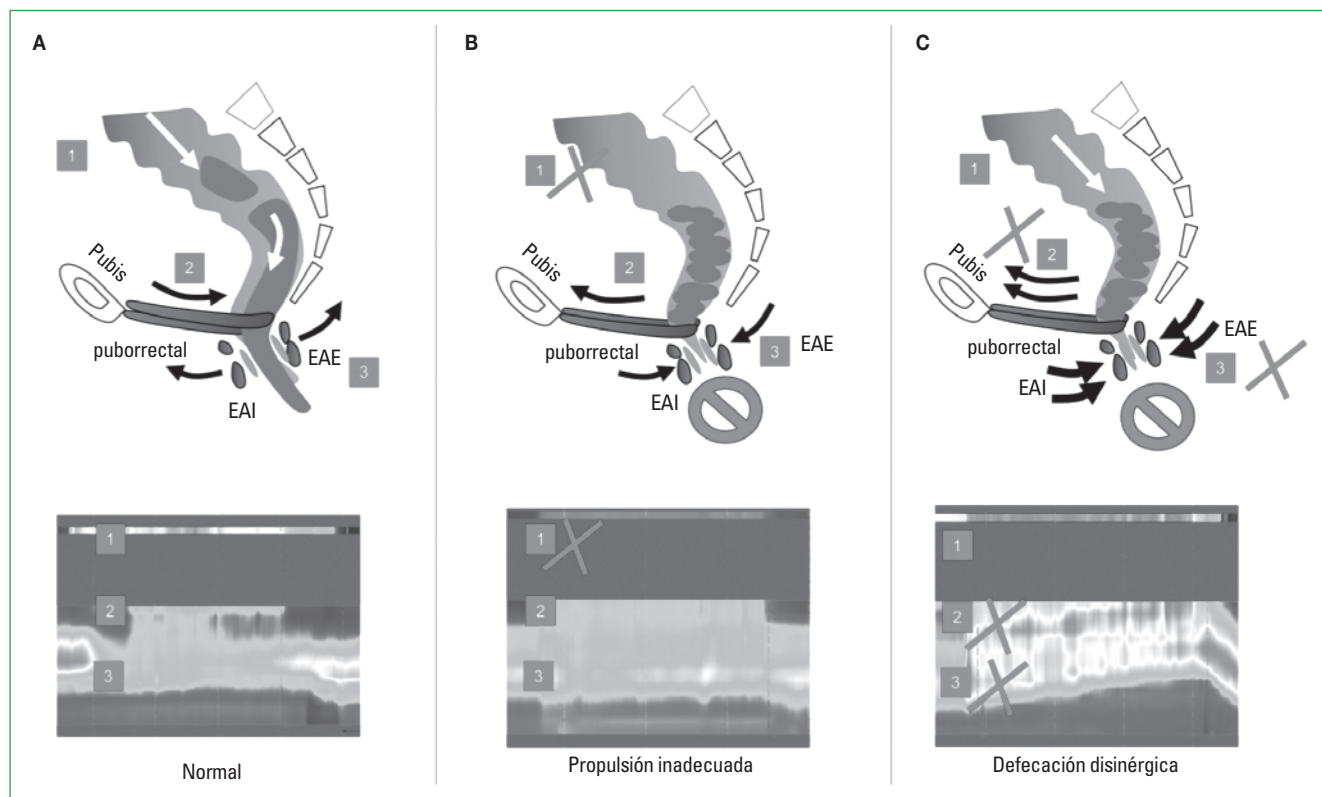 A
1
Pubis
2
puborrectal
EAE
3
EAI
1
2
3
Normal
B
1
Pubis
2
puborrectal
3
EAE
EAI
1
2
3
Propulsión inadecuada
C
1
Pubis
2
puborrectal
EAE
EAI
3
1
2
3
Defecación disinérgica